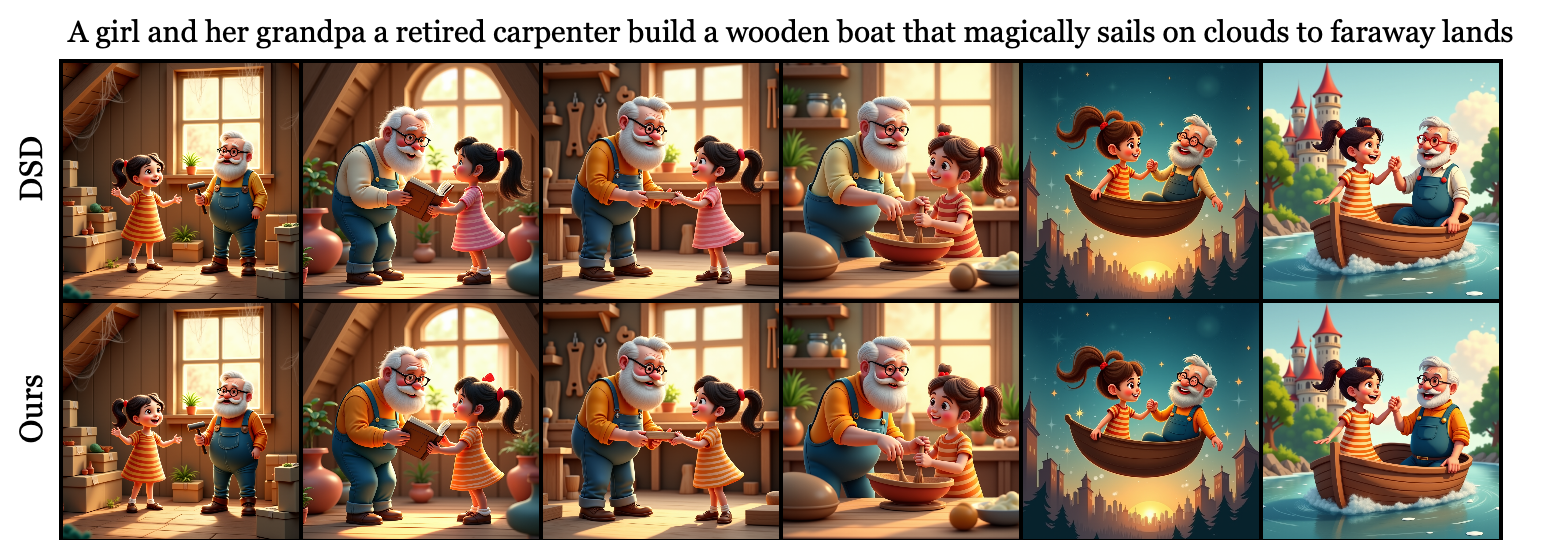 A girl and her grandpa a retired carpenter build a wooden boat that magically sails on clouds to faraway lands
DSD
Ours